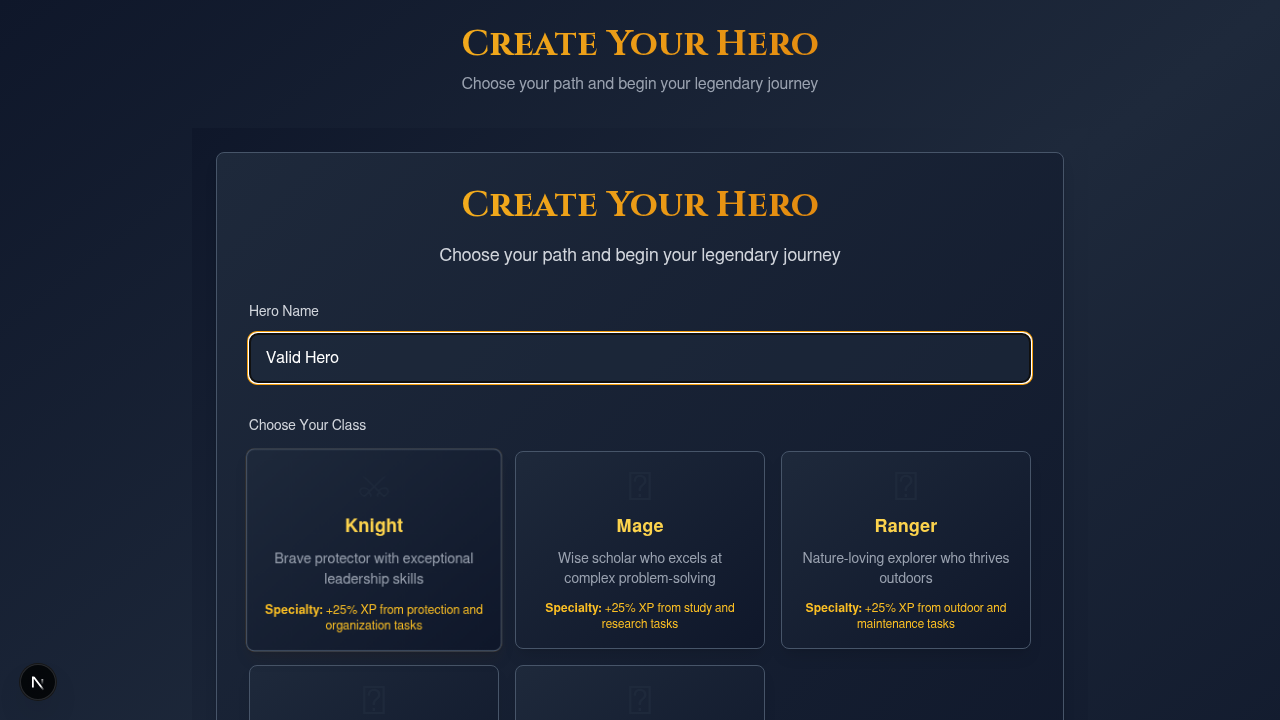 Create Your Hero
Choose your path and begin your legendary journey
Create Your Hero
Choose your path and begin your legendary journey
Hero Name
Valid Hero
Choose Your Class
Knight
Brave protector with exceptional
leadership skills
Specialty: +25% XP from protection and
organization tasks
Mage
Wise scholar who excels at
complex problem-solving
Specialty: +25% XP from study and
research tasks
Ranger
Nature-loving explorer who thrives
outdoors
Specialty: +25% XP from outdoor and
maintenance tasks
N